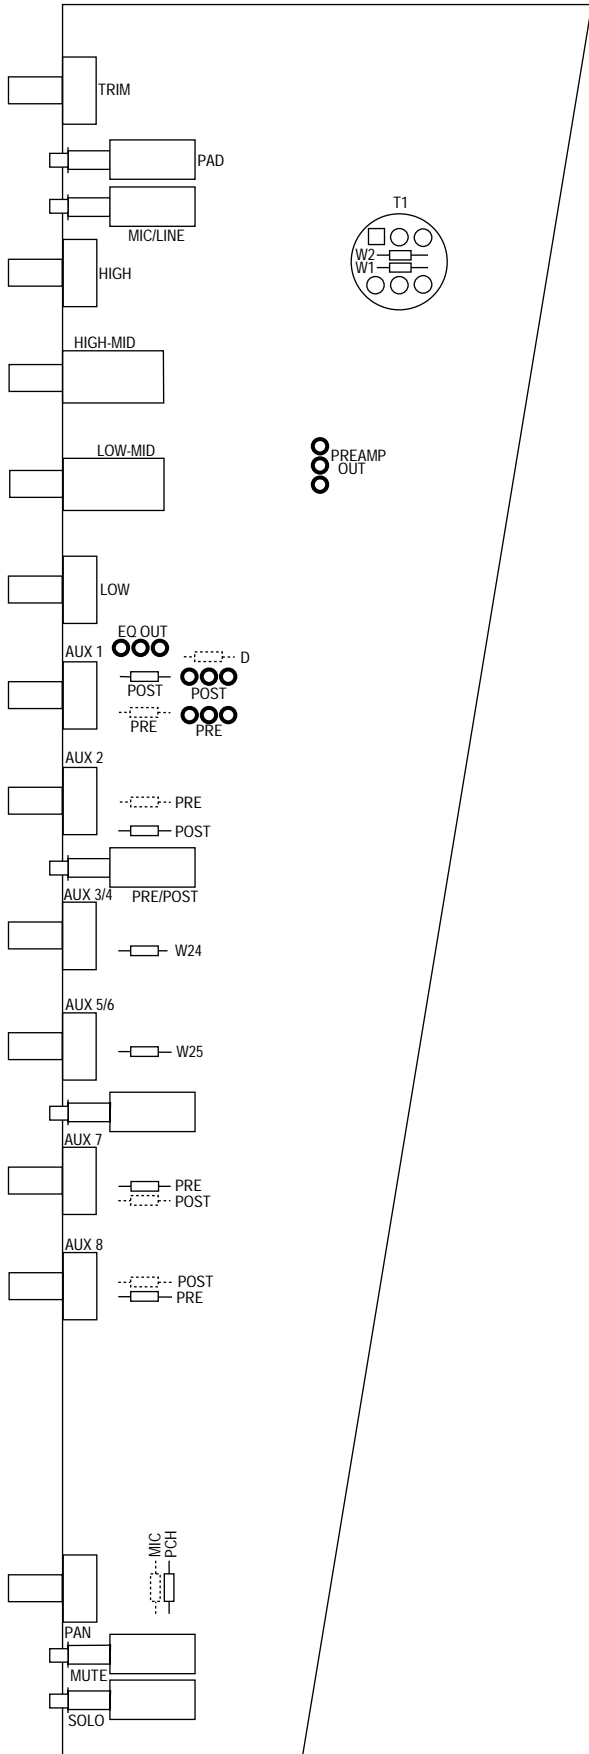 TRIM
PAD
MIC/LINE
T1
W2
W1
HIGH
HIGH-MID
LOW-MID
PREAMP
OUT
LOW
EQ OUT
AUX 1
D
POST
POST
PRE
PRE
AUX 2
PRE
POST
PRE/POST
AUX 3/4
W24
AUX 5/6
W25
AUX 7
PRE
POST
AUX 8
POST
PRE
MIC
PCH
PAN
MUTE
SOLO